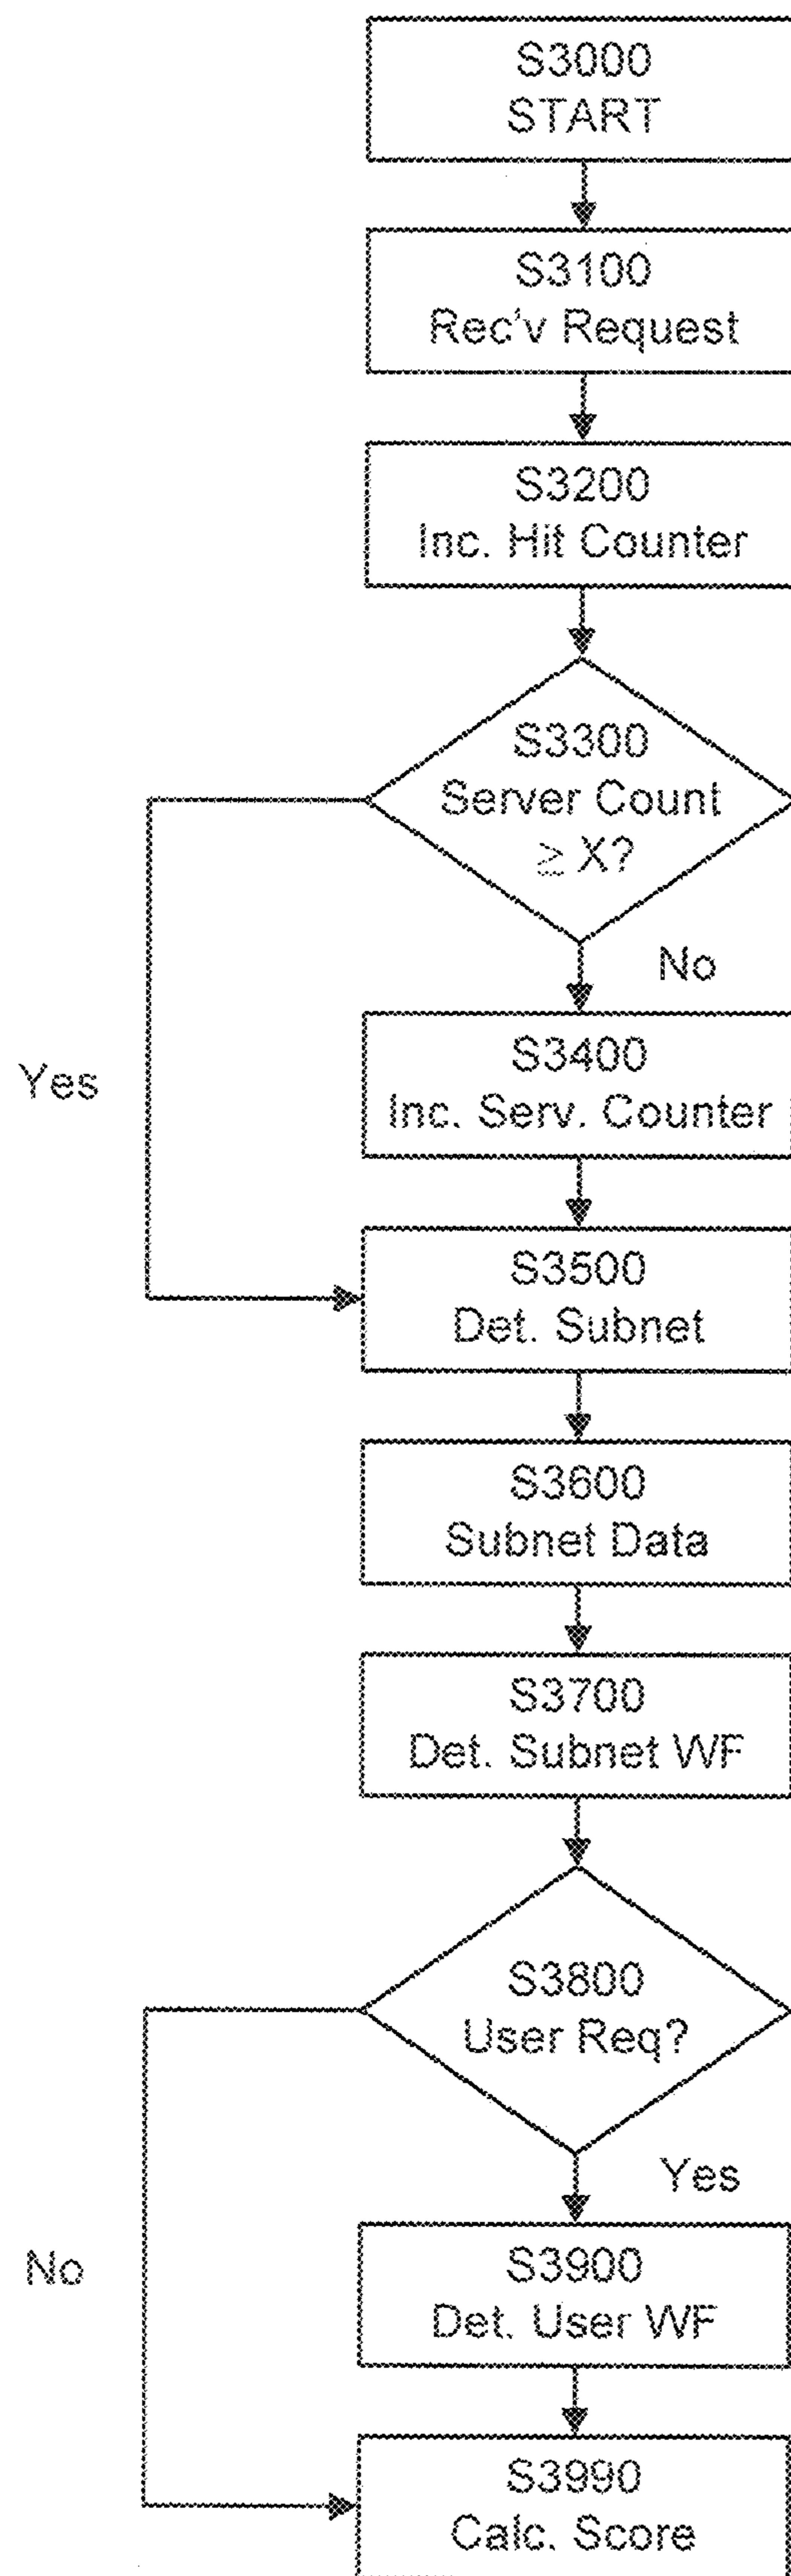 S3000
START
S3100
Rec'v Request
S3200
Inc. Hit Counter
S3300
Server Count
≥ X?
No
Yes
S3400
Inc. Serv. Counter
S3500
Det. Subnet
S3600
Subnet Data
S3700
Det. Subnet WF
S3800
User Req?
Yes
No
S3900
Det. User WF
S3990
Calc. Score